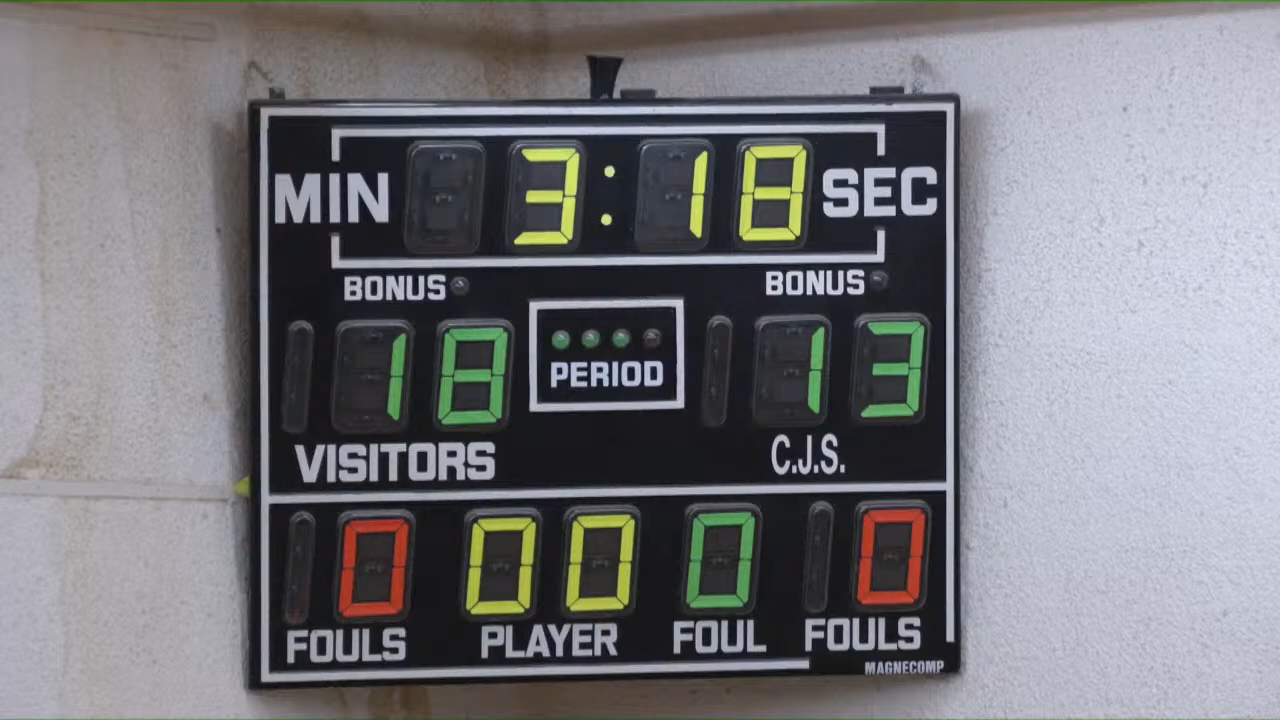 MIN 3:18 SEC
BONUS BONUS
18 13
PERIOD
VISITORS C.J.S.
0 00 0 0
FOULS PLAYER FOUL FOULS
MAGNECOMP